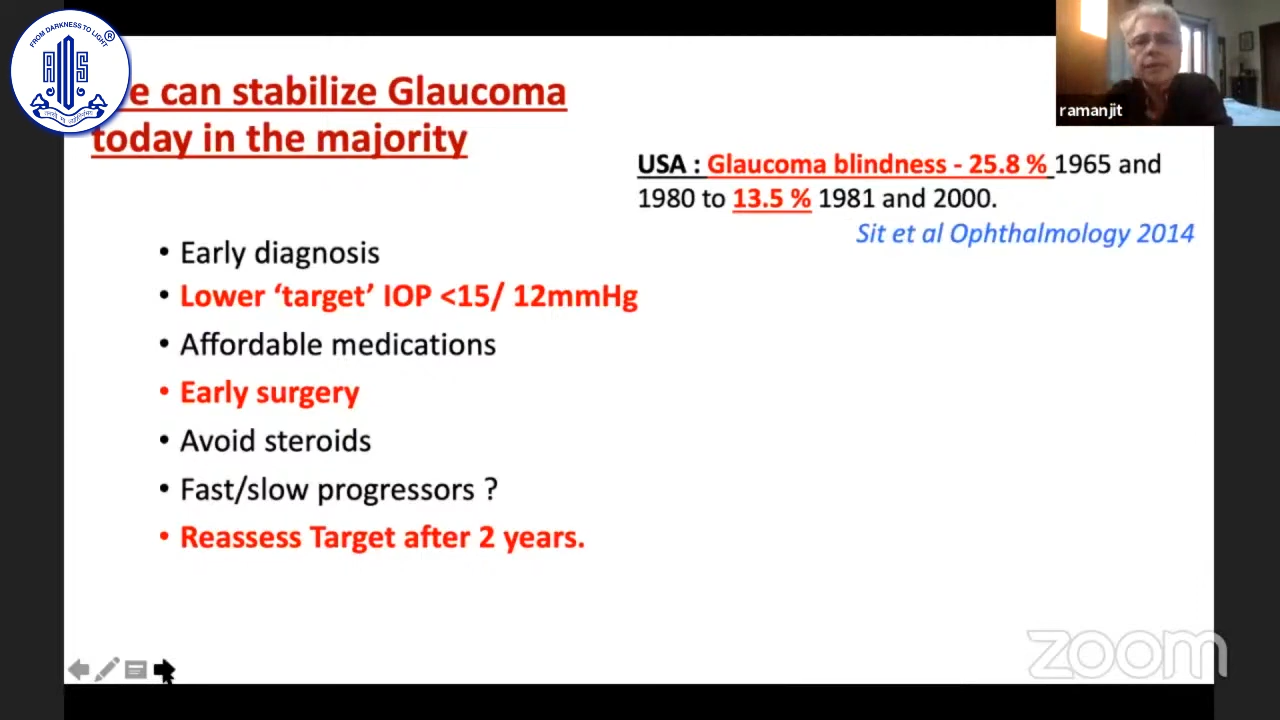 FROM DARKNESS TO LIGHT
®
AIOS
e can stabilize Glaucoma
today in the majority
ramanjit
USA : Glaucoma blindness - 25.8 % 1965 and
1980 to 13.5 % 1981 and 2000.
Sit et al Ophthalmology 2014
• Early diagnosis
• Lower ‘target’ IOP <15/ 12mmHg
• Affordable medications
• Early surgery
• Avoid steroids
• Fast/slow progressors ?
• Reassess Target after 2 years.
zoom